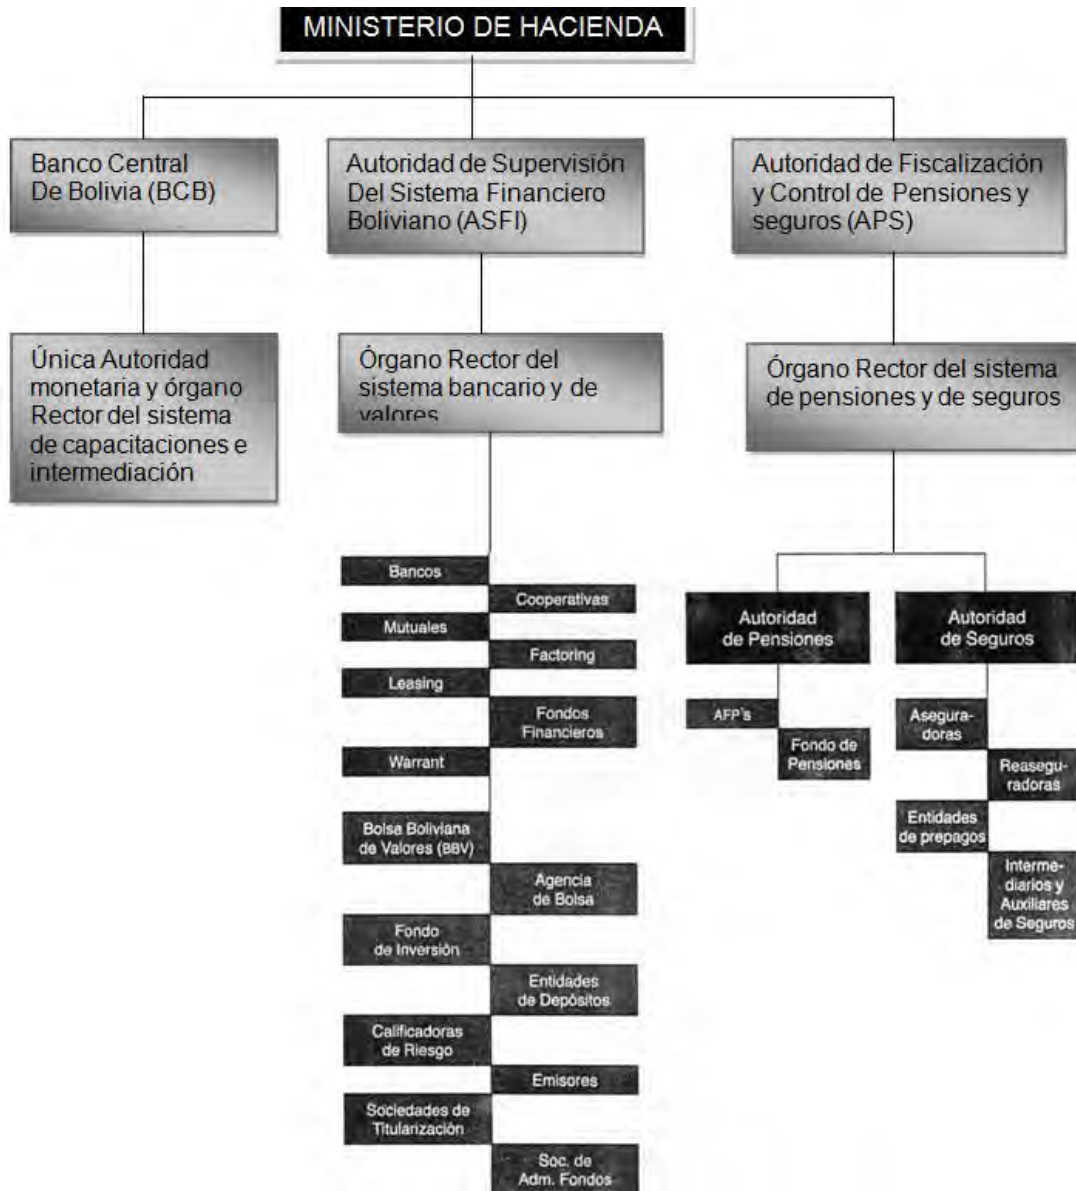 MINISTERIO DE HACIENDA
Banco Central
De Bolivia (BCB)
Autoridad de Supervisión
Del Sistema Financiero
Boliviano (ASFI)
Autoridad de Fiscalización
y Control de Pensiones y
seguros (APS)
Única Autoridad
monetaria y órgano
Rector del sistema
de capacitaciones e
intermediación
Órgano Rector del
sistema bancario y de
valores
Órgano Rector del sistema
de pensiones y de seguros
Bancos
Cooperativas
Mutuales
Factoring
Leasing
Fondos
Financieros
Warrant
Bolsa Boliviana
de Valores (BBV)
Agencia
de Bolsa
Fondo
de Inversión
Entidades
de Depósitos
Calificadoras
de Riesgo
Emisores
Sociedades de
Titularización
Soc. de
Adm. Fondos
Autoridad
de Pensiones
AFP's
Fondo de
Pensiones
Autoridad
de Seguros
Asegura-
doras
Reasegu-
radoras
Entidades
de prepagos
Interme-
diarios y
Auxiliares
de Seguros